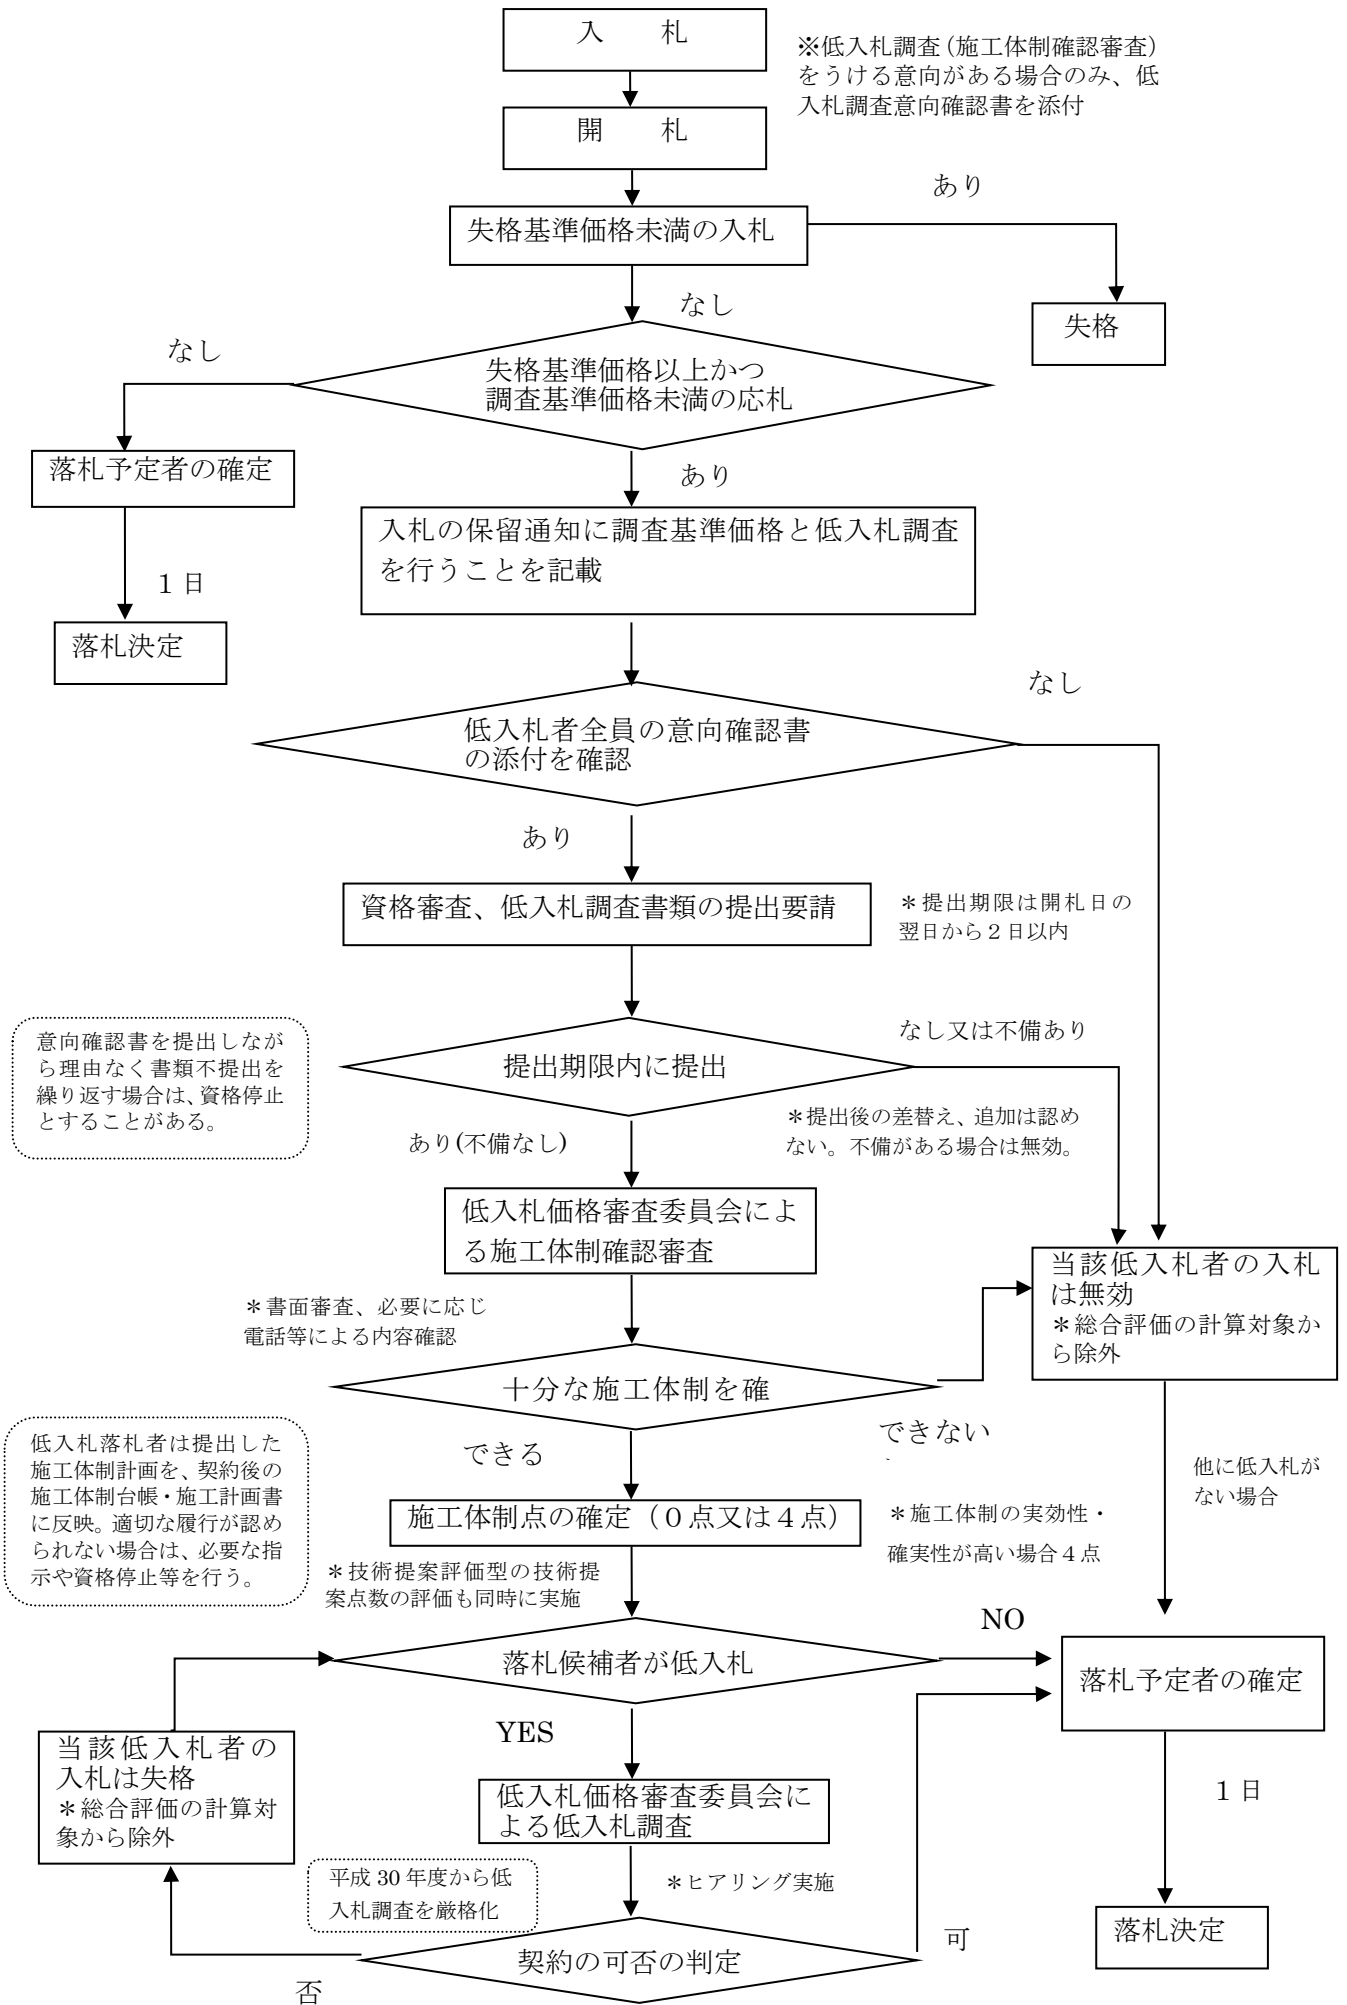 入　　札
※低入札調査（施工体制確認審査）
をうける意向がある場合のみ、低
入札調査意向確認書を添付
開　　札
あり
失格基準価格未満の入札
なし
失格
なし
失格基準価格以上かつ
調査基準価格未満の応札
落札予定者の確定
あり
入札の保留通知に調査基準価格と低入札調査
を行うことを記載
1 日
落札決定
なし
低入札者全員の意向確認書
の添付を確認
あり
資格審査、低入札調査書類の提出要請
＊提出期限は開札日の
翌日から２日以内
意向確認書を提出しなが
ら理由なく書類不提出を
繰り返す場合は、資格停止
とすることがある。
なし又は不備あり
提出期限内に提出
＊提出後の差替え、追加は認め
ない。不備がある場合は無効。
あり(不備なし)
低入札価格審査委員会によ
る施工体制確認審査
当該低入札者の入札
は無効
＊総合評価の計算対象か
ら除外
＊書面審査、必要に応じ
電話等による内容確認
十分な施工体制を確
できない
できる
低入札落札者は提出した
施工体制計画を、契約後の
施工体制台帳・施工計画書
に反映。適切な履行が認め
られない場合は、必要な指
示や資格停止等を行う。
他に低入札が
ない場合
施工体制点の確定（０点又は４点）
＊施工体制の実効性・
確実性が高い場合４点
＊技術提案評価型の技術提
案点数の評価も同時に実施
NO
落札候補者が低入札
落札予定者の確定
YES
当該低入札者の
入札は失格
＊総合評価の計算対
象から除外
低入札価格審査委員会に
よる低入札調査
1 日
平成 30 年度から低
入札調査を厳格化
＊ヒアリング実施
落札決定
可
契約の可否の判定
否